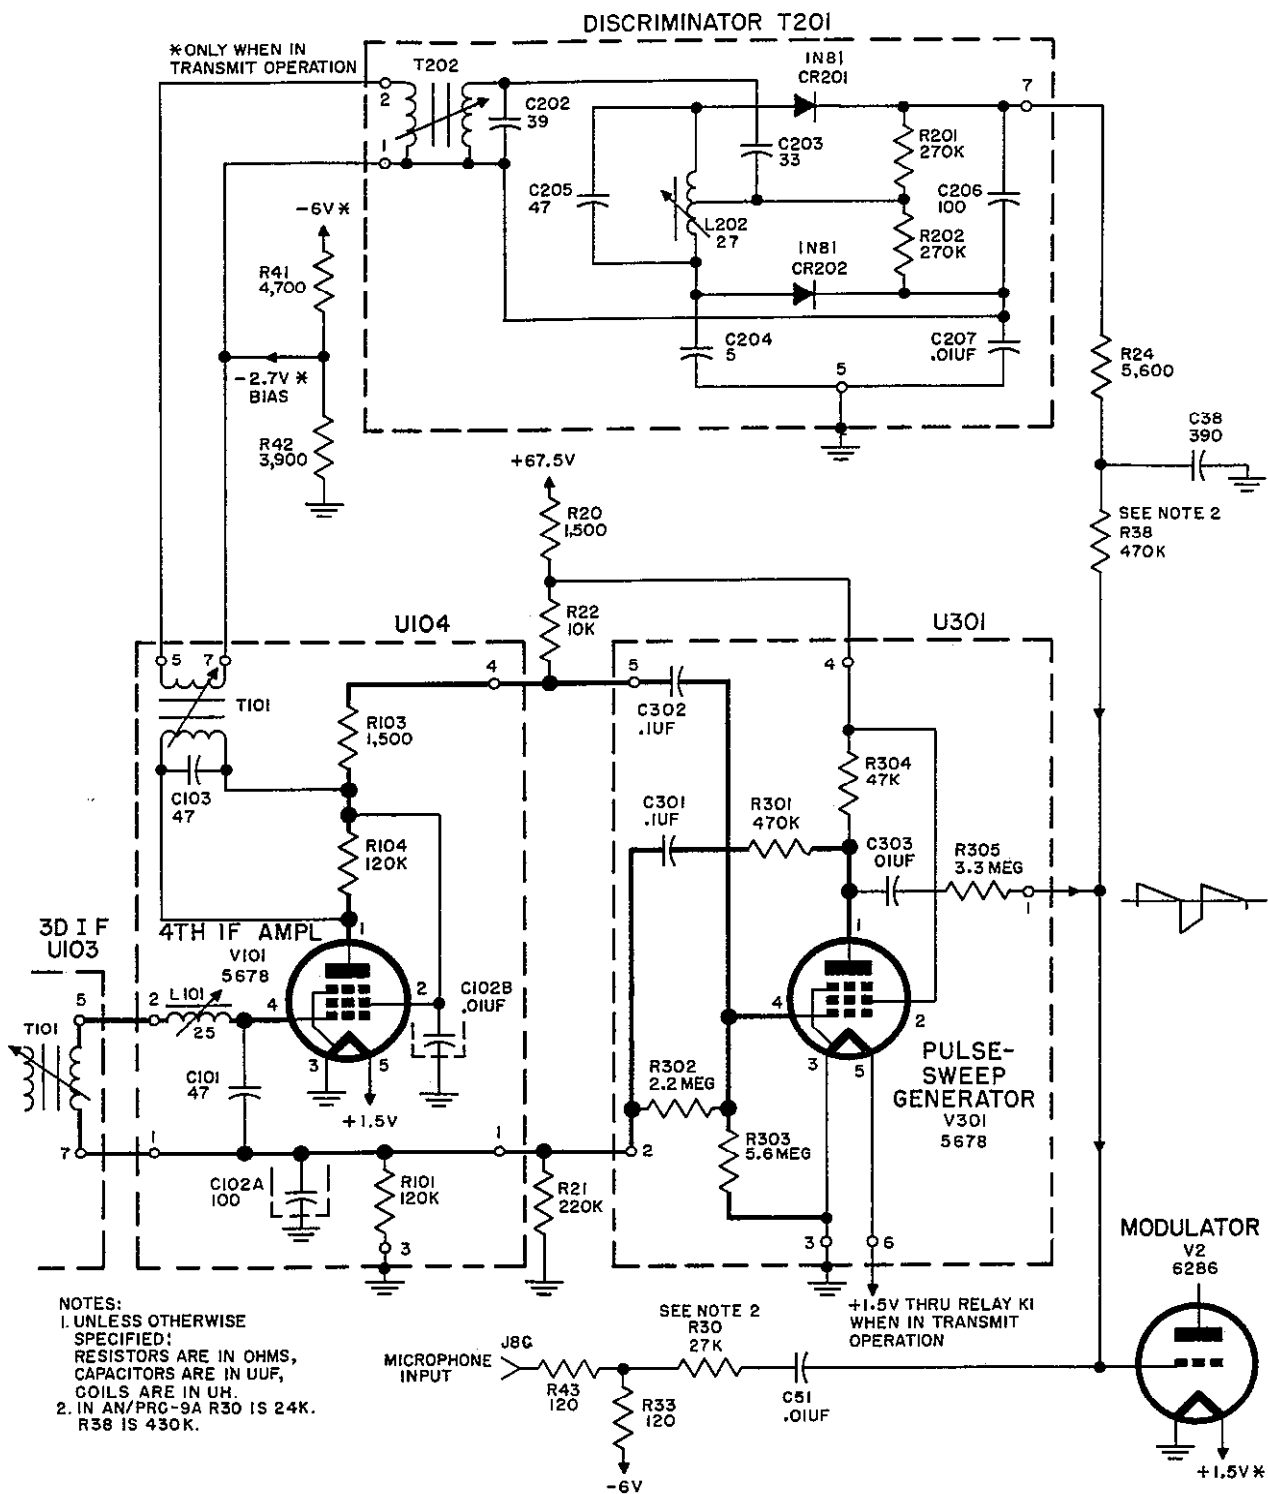 DISCRIMINATOR T201
*ONLY WHEN IN
TRANSMIT OPERATION
T202
2
1
C202
39
IN81
CR201
7
C203
33
R201
270K
C205
47
C206
100
L202
27
R202
270K
IN81
CR202
-6V*
R41
4,700
C204
5
C207
.01UF
5
-2.7V*
BIAS
R24
5,600
R42
3,900
C38
390
+67.5V
R20
1,500
SEE NOTE 2
R38
470K
R22
10K
U104
U301
5
7
4
5
4
T101
R103
1,500
C302
.1UF
C103
47
R304
47K
R104
120K
C301
.1UF
R301
470K
C303
01UF
R305
3.3 MEG
1
3D IF
U103
4TH IF AMPL
V101
5678
1
1
L101
25
5
2
4
2
C102B
.01UF
4
2
T101
C101
47
3
5
+1.5V
3
5
PULSE-
SWEEP
GENERATOR
V301
5678
R302
2.2 MEG
R303
5.6 MEG
7
1
1
2
C102A
100
R101
120K
R21
220K
3
3
6
MODULATOR
V2
6286
NOTES:
1. UNLESS OTHERWISE
SPECIFIED:
RESISTORS ARE IN OHMS,
CAPACITORS ARE IN UUF,
COILS ARE IN UH.
2. IN AN/PRC-9A R30 IS 24K.
R38 IS 430K.
+1.5V THRU RELAY K1
WHEN IN TRANSMIT
OPERATION
SEE NOTE 2
R30
27K
MICROPHONE
INPUT
J8C
R43
120
R33
120
C51
.01UF
-6V
+1.5V*